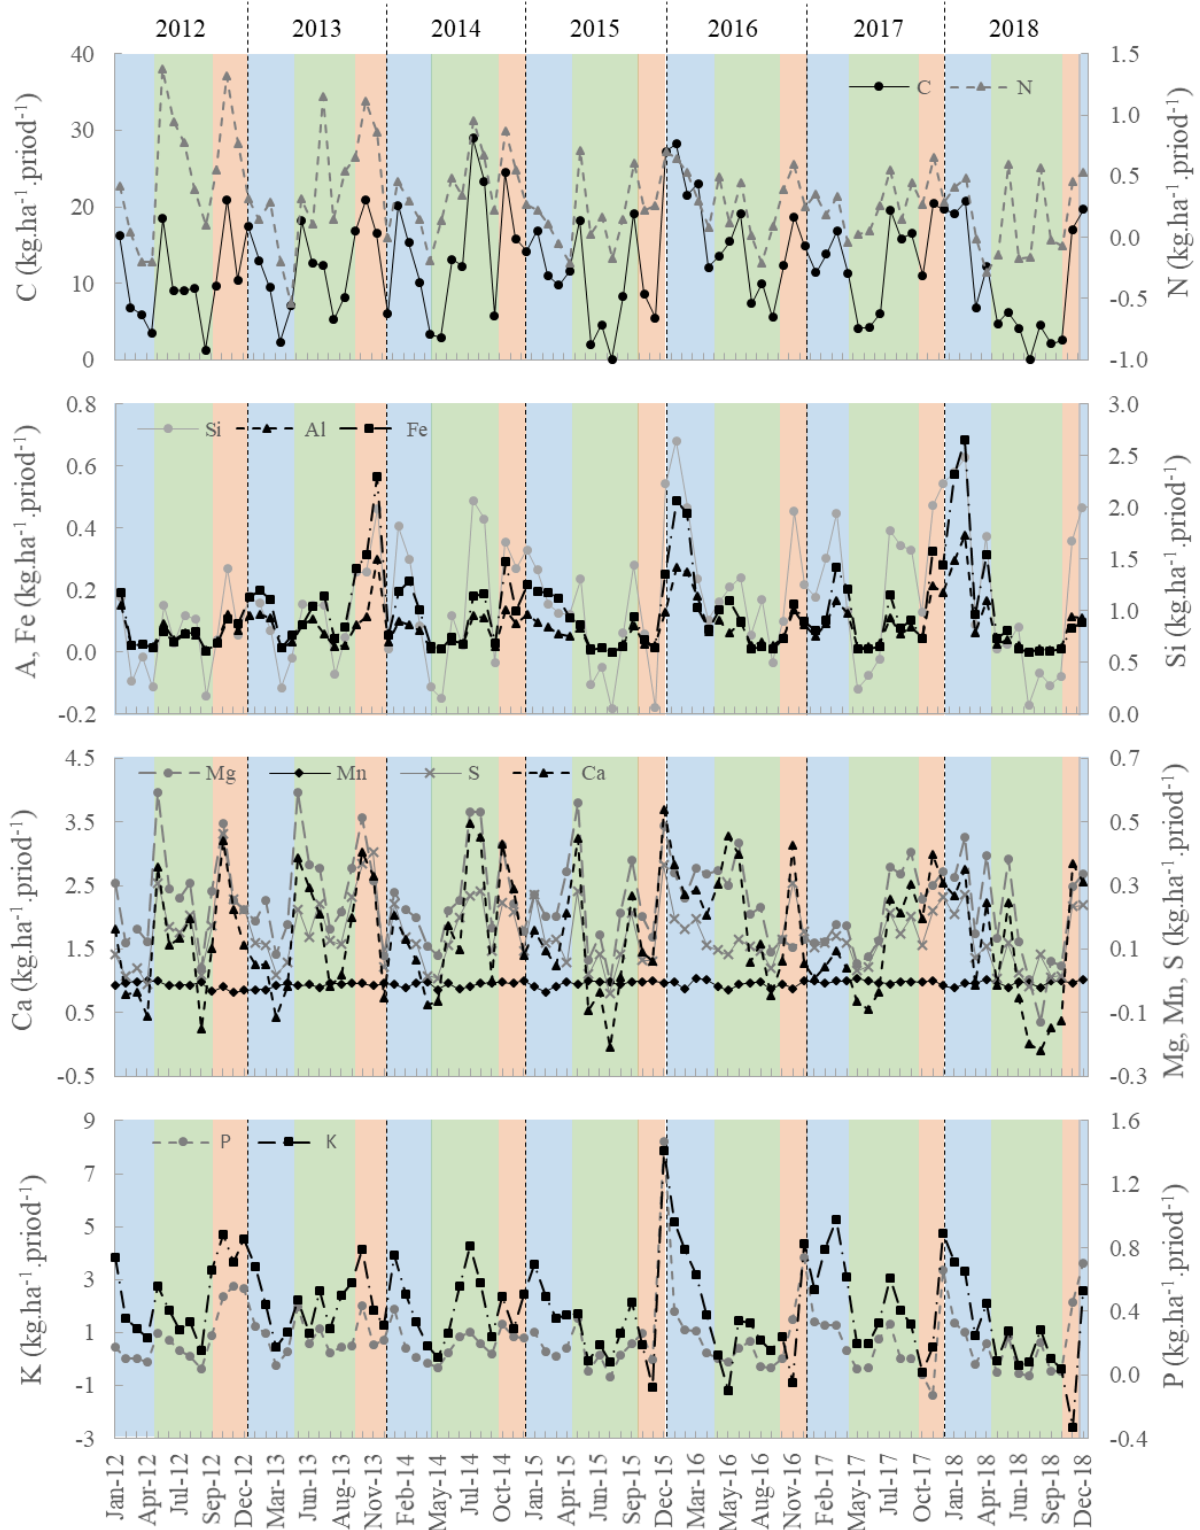 2012 2013 2014 2015 2016 2017 2018
C (kg.ha-1.priod-1)
40
30
20
10
0
C N
1.5
1.0
0.5
0.0
-0.5
-1.0
N (kg.ha-1.priod-1)
A, Fe (kg.ha-1.priod-1)
0.8
0.6
0.4
0.2
0.0
-0.2
Si Al Fe
3.0
2.5
2.0
1.5
1.0
0.5
0.0
Si (kg.ha-1.priod-1)
Ca (kg.ha-1.priod-1)
4.5
3.5
2.5
1.5
0.5
-0.5
Mg Mn S Ca
0.7
0.5
0.3
0.1
-0.1
-0.3
Mg, Mn, S (kg.ha-1.priod-1)
K (kg.ha-1.priod-1)
9
7
5
3
1
-1
-3
P K
1.6
1.2
0.8
0.4
0.0
-0.4
P (kg.ha-1.priod-1)
Jan-12
Apr-12
Jul-12
Sep-12
Dec-12
Mar-13
Jun-13
Aug-13
Nov-13
Feb-14
May-14
Jul-14
Oct-14
Jan-15
Apr-15
Jun-15
Sep-15
Dec-15
Mar-16
May-16
Aug-16
Nov-16
Feb-17
May-17
Jul-17
Oct-17
Jan-18
Apr-18
Jun-18
Sep-18
Dec-18